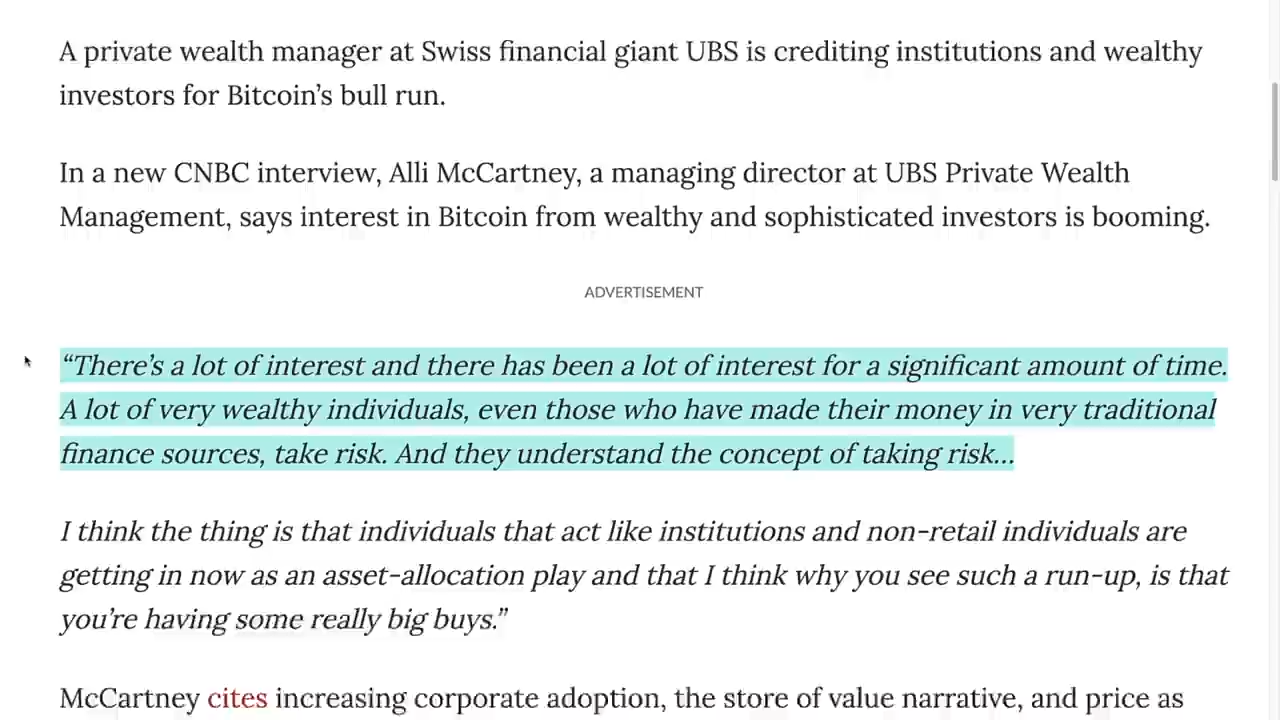 A private wealth manager at Swiss financial giant UBS is crediting institutions and wealthy
investors for Bitcoin’s bull run.
In a new CNBC interview, Alli McCartney, a managing director at UBS Private Wealth
Management, says interest in Bitcoin from wealthy and sophisticated investors is booming.
ADVERTISEMENT
“There’s a lot of interest and there has been a lot of interest for a significant amount of time.
A lot of very wealthy individuals, even those who have made their money in very traditional
finance sources, take risk. And they understand the concept of taking risk…
I think the thing is that individuals that act like institutions and non-retail individuals are
getting in now as an asset-allocation play and that I think why you see such a run-up, is that
you’re having some really big buys.”
McCartney cites increasing corporate adoption, the store of value narrative, and price as